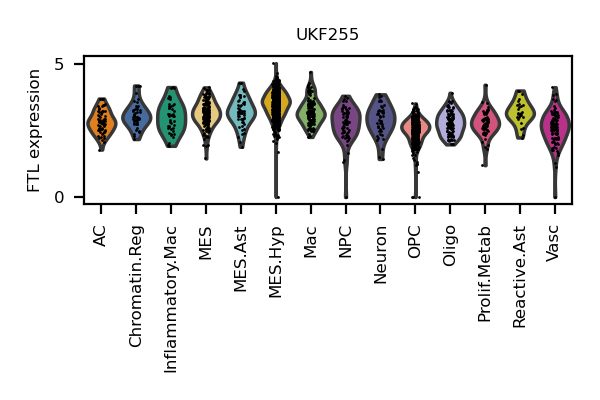 UKF255
FTL expression
5
0
AC
Chromatin.Reg
Inflammatory.Mac
MES
MES.Ast
MES.Hyp
Mac
NPC
Neuron
OPC
Oligo
Prolif.Metab
Reactive.Ast
Vasc